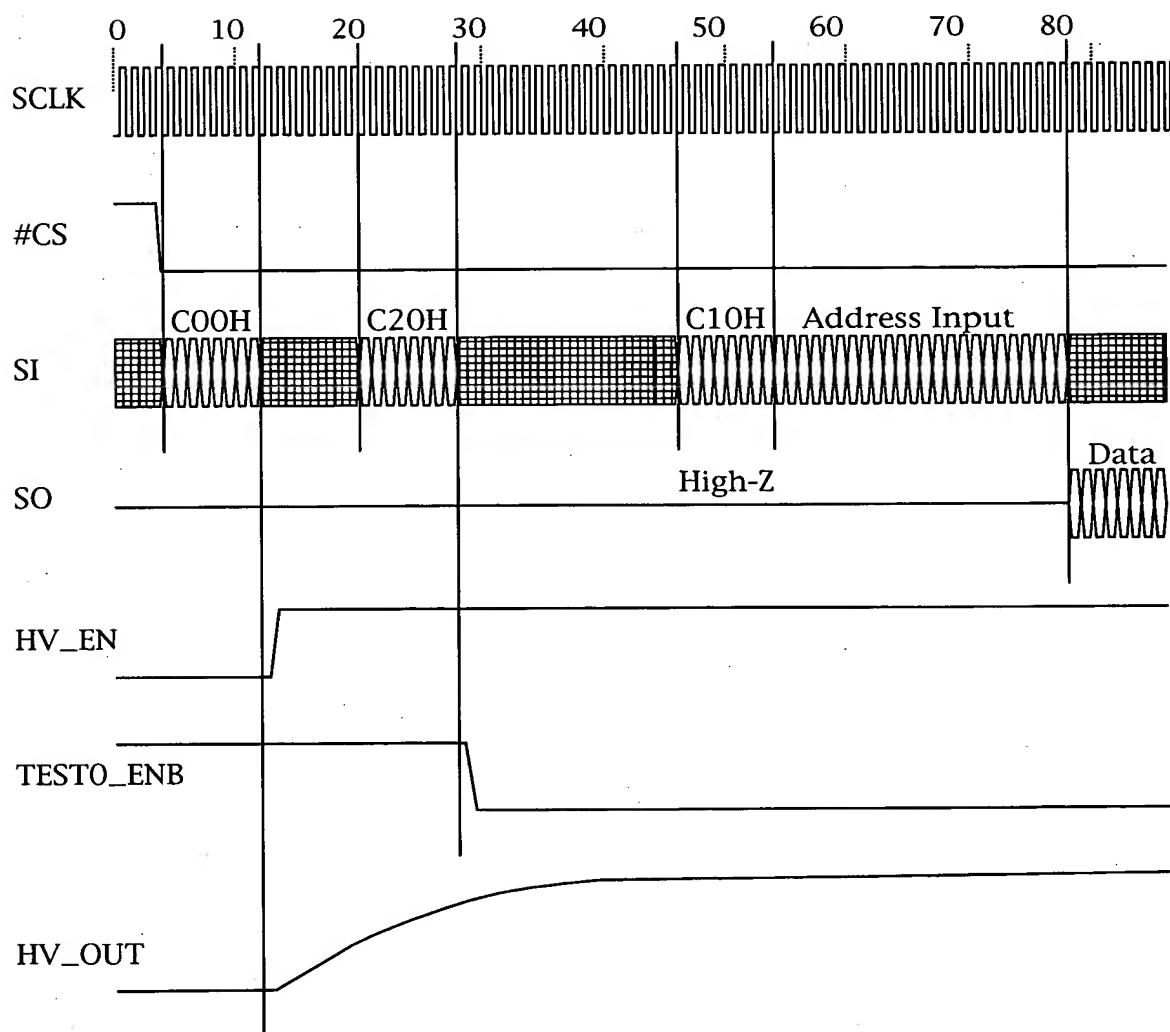 0 10 20 30 40 50 60 70 80
SCLK
#CS
C00H C20H C10H Address Input
SI
Data
High-Z
SO
HV_EN
TEST0_ENB
HV_OUT